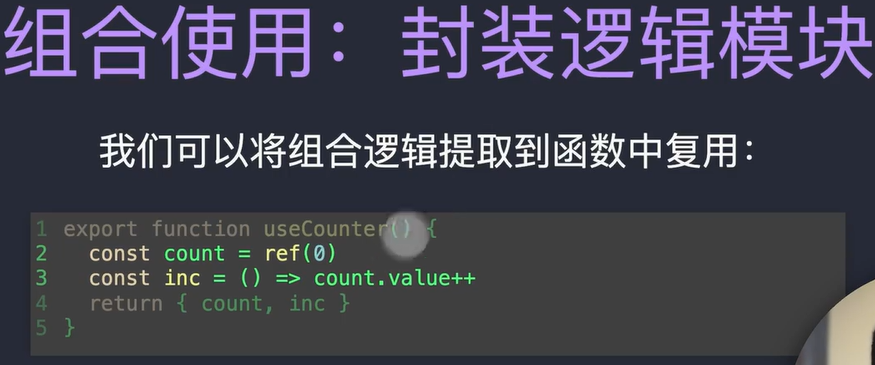 组合使用：封装逻辑模块
我们可以将组合逻辑提取到函数中复用：
1 export function useCounter() {
2   const count = ref(0)
3   const inc = () => count.value++
4   return { count, inc }
5 }